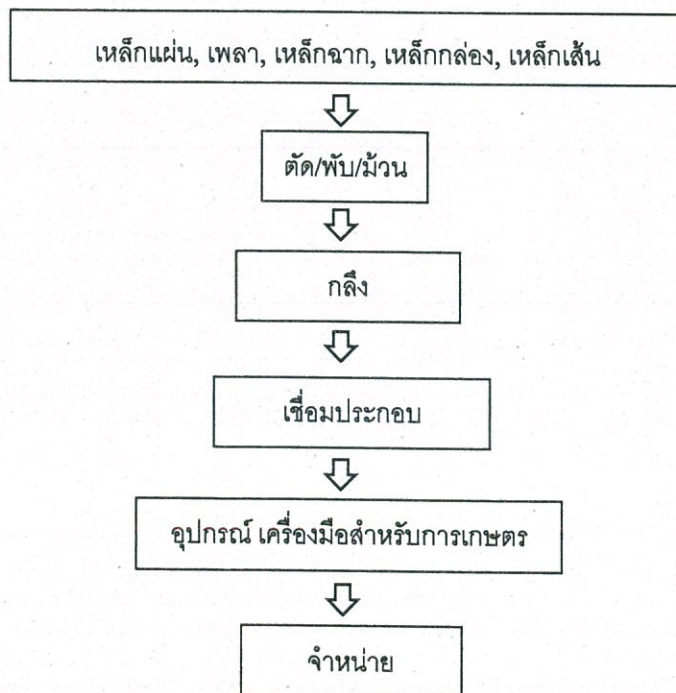 เหล็กแผ่น, เพลา, เหล็กฉาก, เหล็กกล่อง, เหล็กเส้น
ตัด/พับ/ม้วน
กลึง
เชื่อมประกอบ
อุปกรณ์ เครื่องมือสำหรับการเกษตร
จำหน่าย